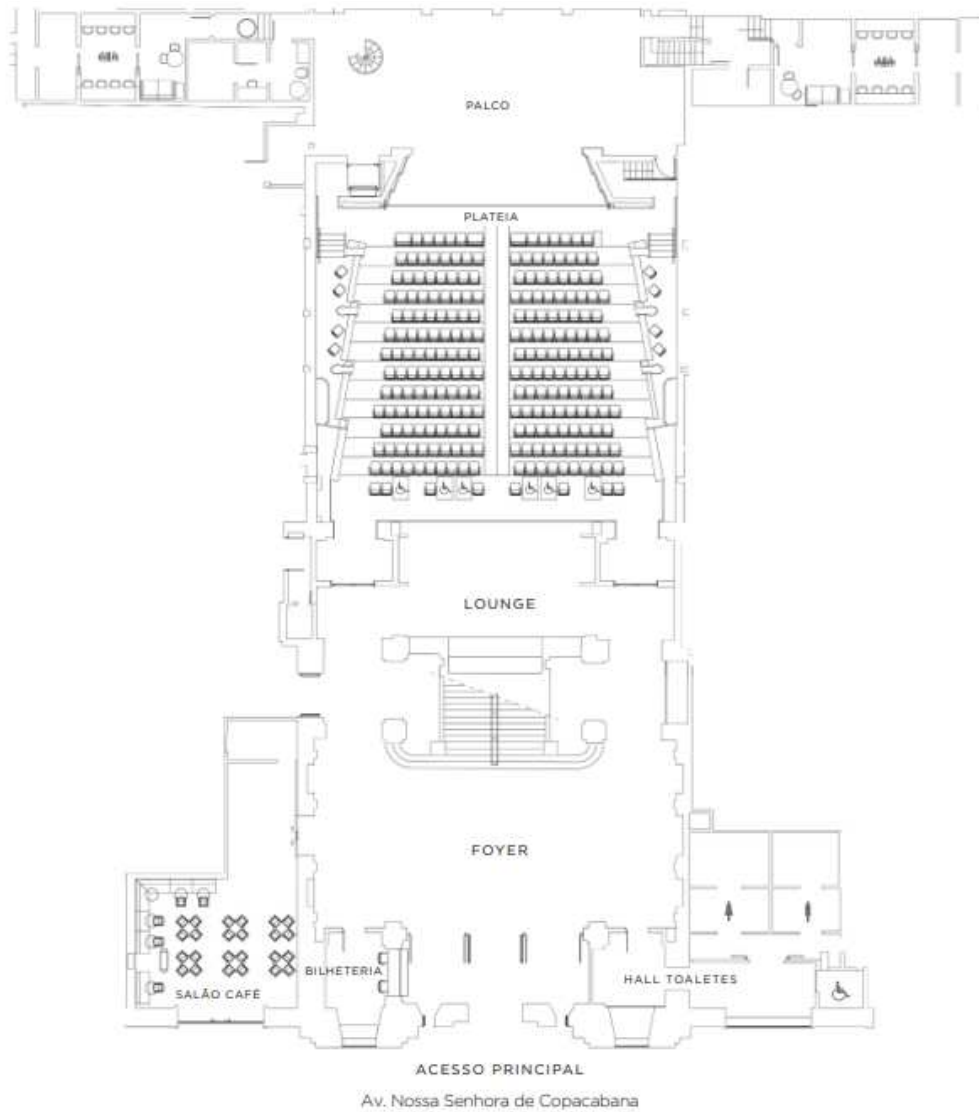 PALCO
PLATEIA
LOUNGE
FOYER
BILHETERIA
HALL TOALETES
SALÃO CAFÉ
ACESSO PRINCIPAL
Av. Nossa Senhora de Copacabana